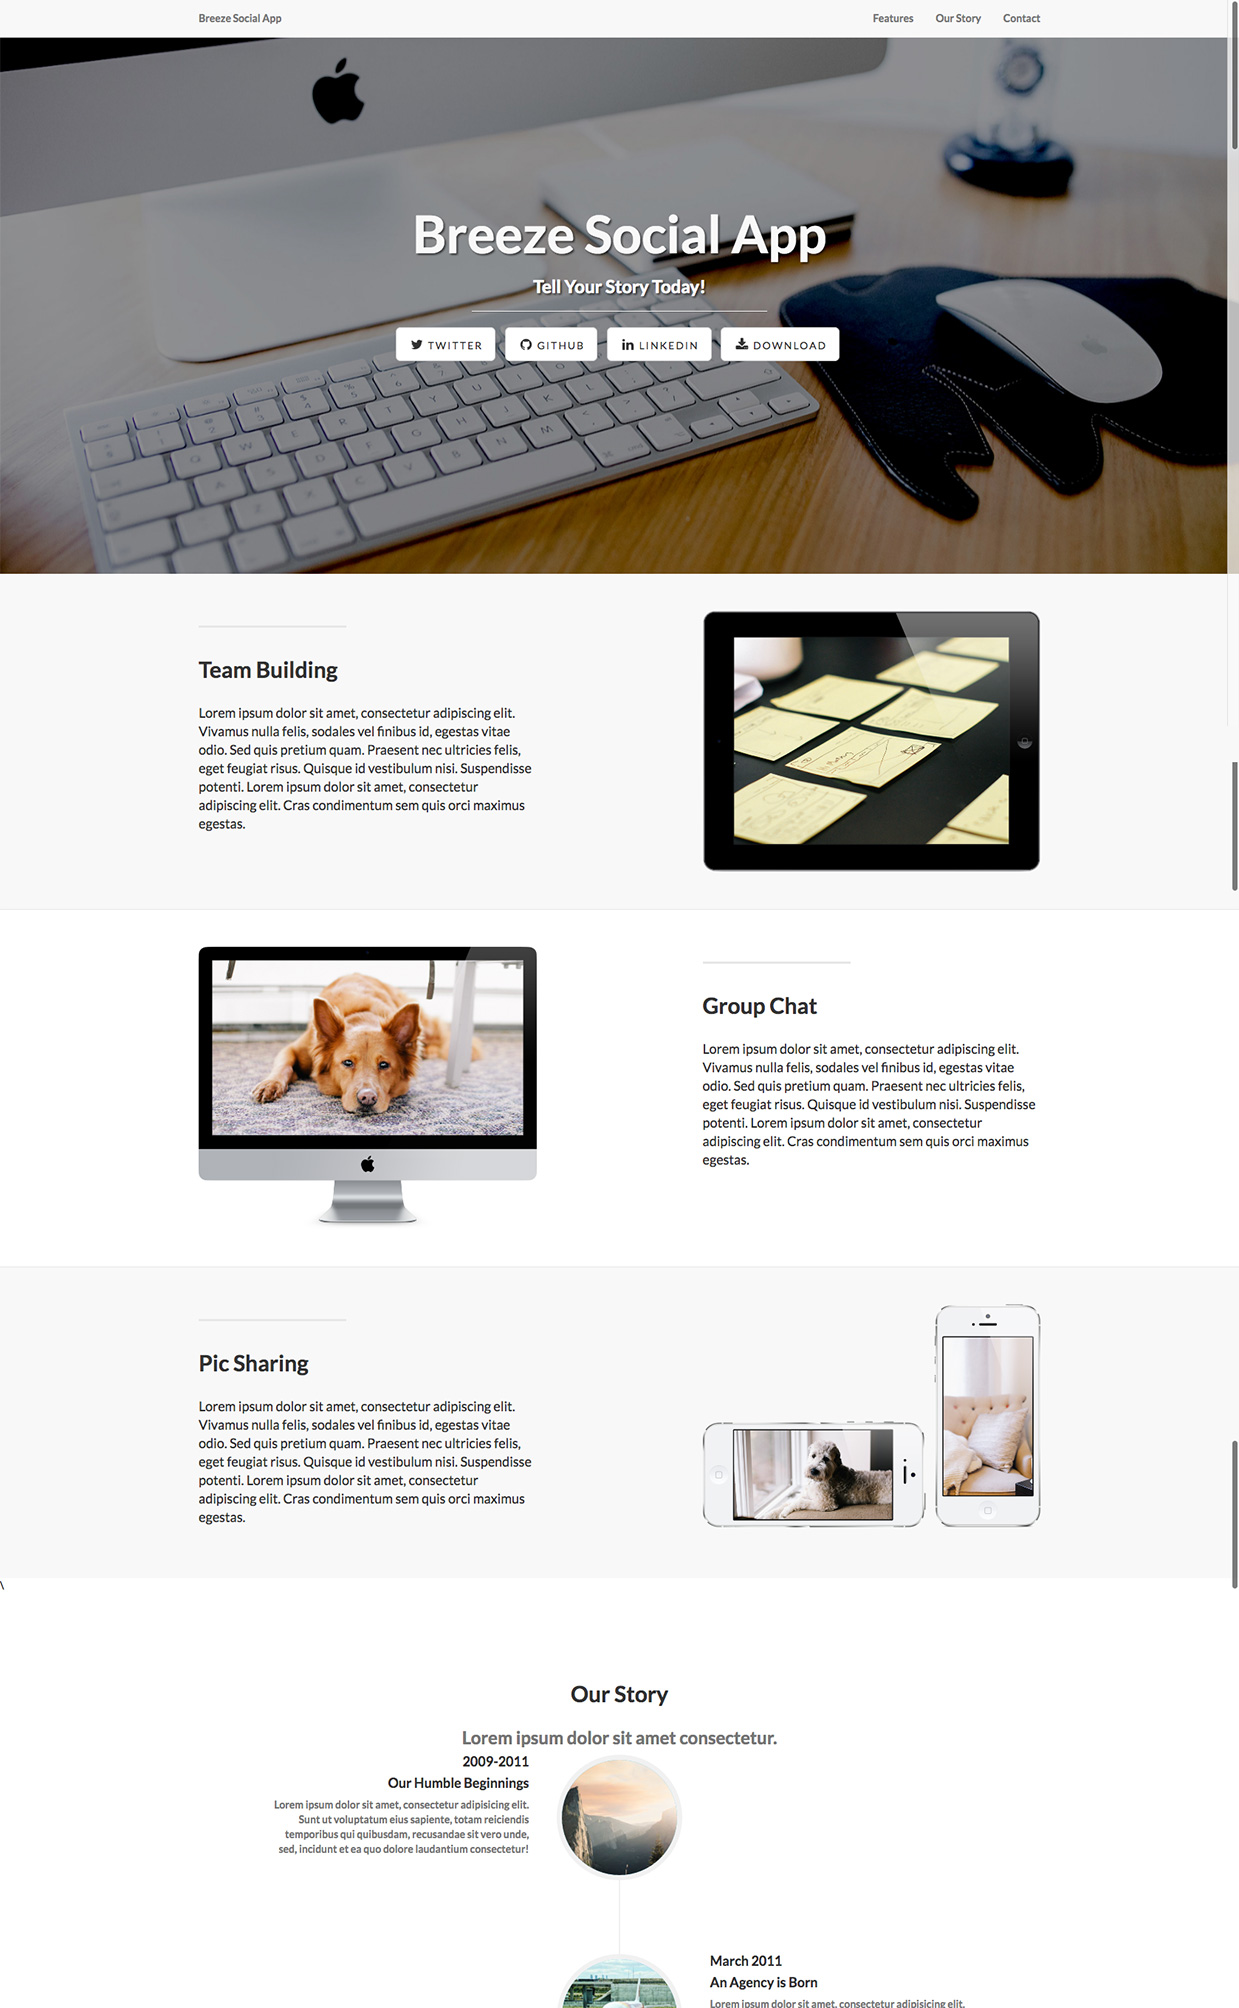 Breeze Social App
Features Our Story Contact
Breeze Social App
Tell Your Story Today!
TWITTER GITHUB LINKEDIN DOWNLOAD
Team Building
Lorem ipsum dolor sit amet, consectetur adipiscing elit.
Vivamus nulla felis, sodales vel finibus id, egestas vitae
odio. Sed quis pretium quam. Praesent nec ultricies felis,
eget feugiat risus. Quisque id vestibulum nisi. Suspendisse
potenti. Lorem ipsum dolor sit amet, consectetur
adipiscing elit. Cras condimentum sem quis orci maximus
egestas.
Group Chat
Lorem ipsum dolor sit amet, consectetur adipiscing elit.
Vivamus nulla felis, sodales vel finibus id, egestas vitae
odio. Sed quis pretium quam. Praesent nec ultricies felis,
eget feugiat risus. Quisque id vestibulum nisi. Suspendisse
potenti. Lorem ipsum dolor sit amet, consectetur
adipiscing elit. Cras condimentum sem quis orci maximus
egestas.
Pic Sharing
Lorem ipsum dolor sit amet, consectetur adipiscing elit.
Vivamus nulla felis, sodales vel finibus id, egestas vitae
odio. Sed quis pretium quam. Praesent nec ultricies felis,
eget feugiat risus. Quisque id vestibulum nisi. Suspendisse
potenti. Lorem ipsum dolor sit amet, consectetur
adipiscing elit. Cras condimentum sem quis orci maximus
egestas.
\
Our Story
Lorem ipsum dolor sit amet consectetur.
2009-2011
Our Humble Beginnings
Lorem ipsum dolor sit amet, consectetur adipisicing elit.
Sunt ut voluptatum eius sapiente, totam reiciendis
temporibus qui quibusdam, recusandae sit vero unde,
sed, incidunt et ea quo dolore laudantium consectetur!
March 2011
An Agency is Born
Lorem ipsum dolor sit amet, consectetur adipisicing elit.